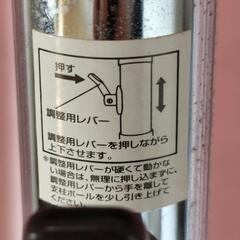 押す
調整用レバー
調整用レバーを押しながら
上下させます。
※調整用レバーが硬くて動かな
い場合は、無理に押し込まずに、
調整用レバーから手を離して
支柱ポールを少し引き上げて
ください。